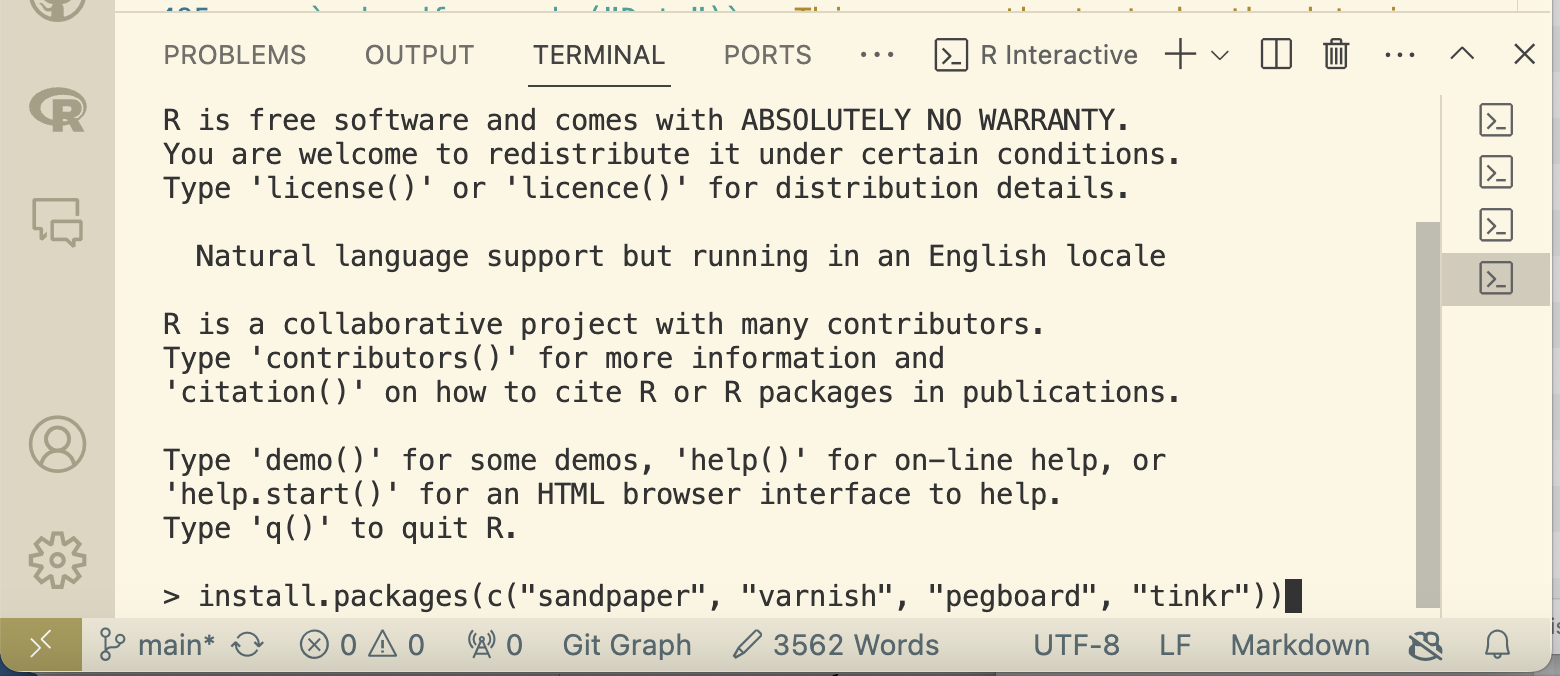 PROBLEMS OUTPUT TERMINAL PORTS ··· R Interactive
R is free software and comes with ABSOLUTELY NO WARRANTY.
You are welcome to redistribute it under certain conditions.
Type 'license()' or 'licence()' for distribution details.
Natural language support but running in an English locale
R is a collaborative project with many contributors.
Type 'contributors()' for more information and
'citation()' on how to cite R or R packages in publications.
Type 'demo()' for some demos, 'help()' for on-line help, or
'help.start()' for an HTML browser interface to help.
Type 'q()' to quit R.
> install.packages(c("sandpaper", "varnish", "pegboard", "tinkr"))
main* 0 0 0 Git Graph 3562 Words UTF-8 LF Markdown